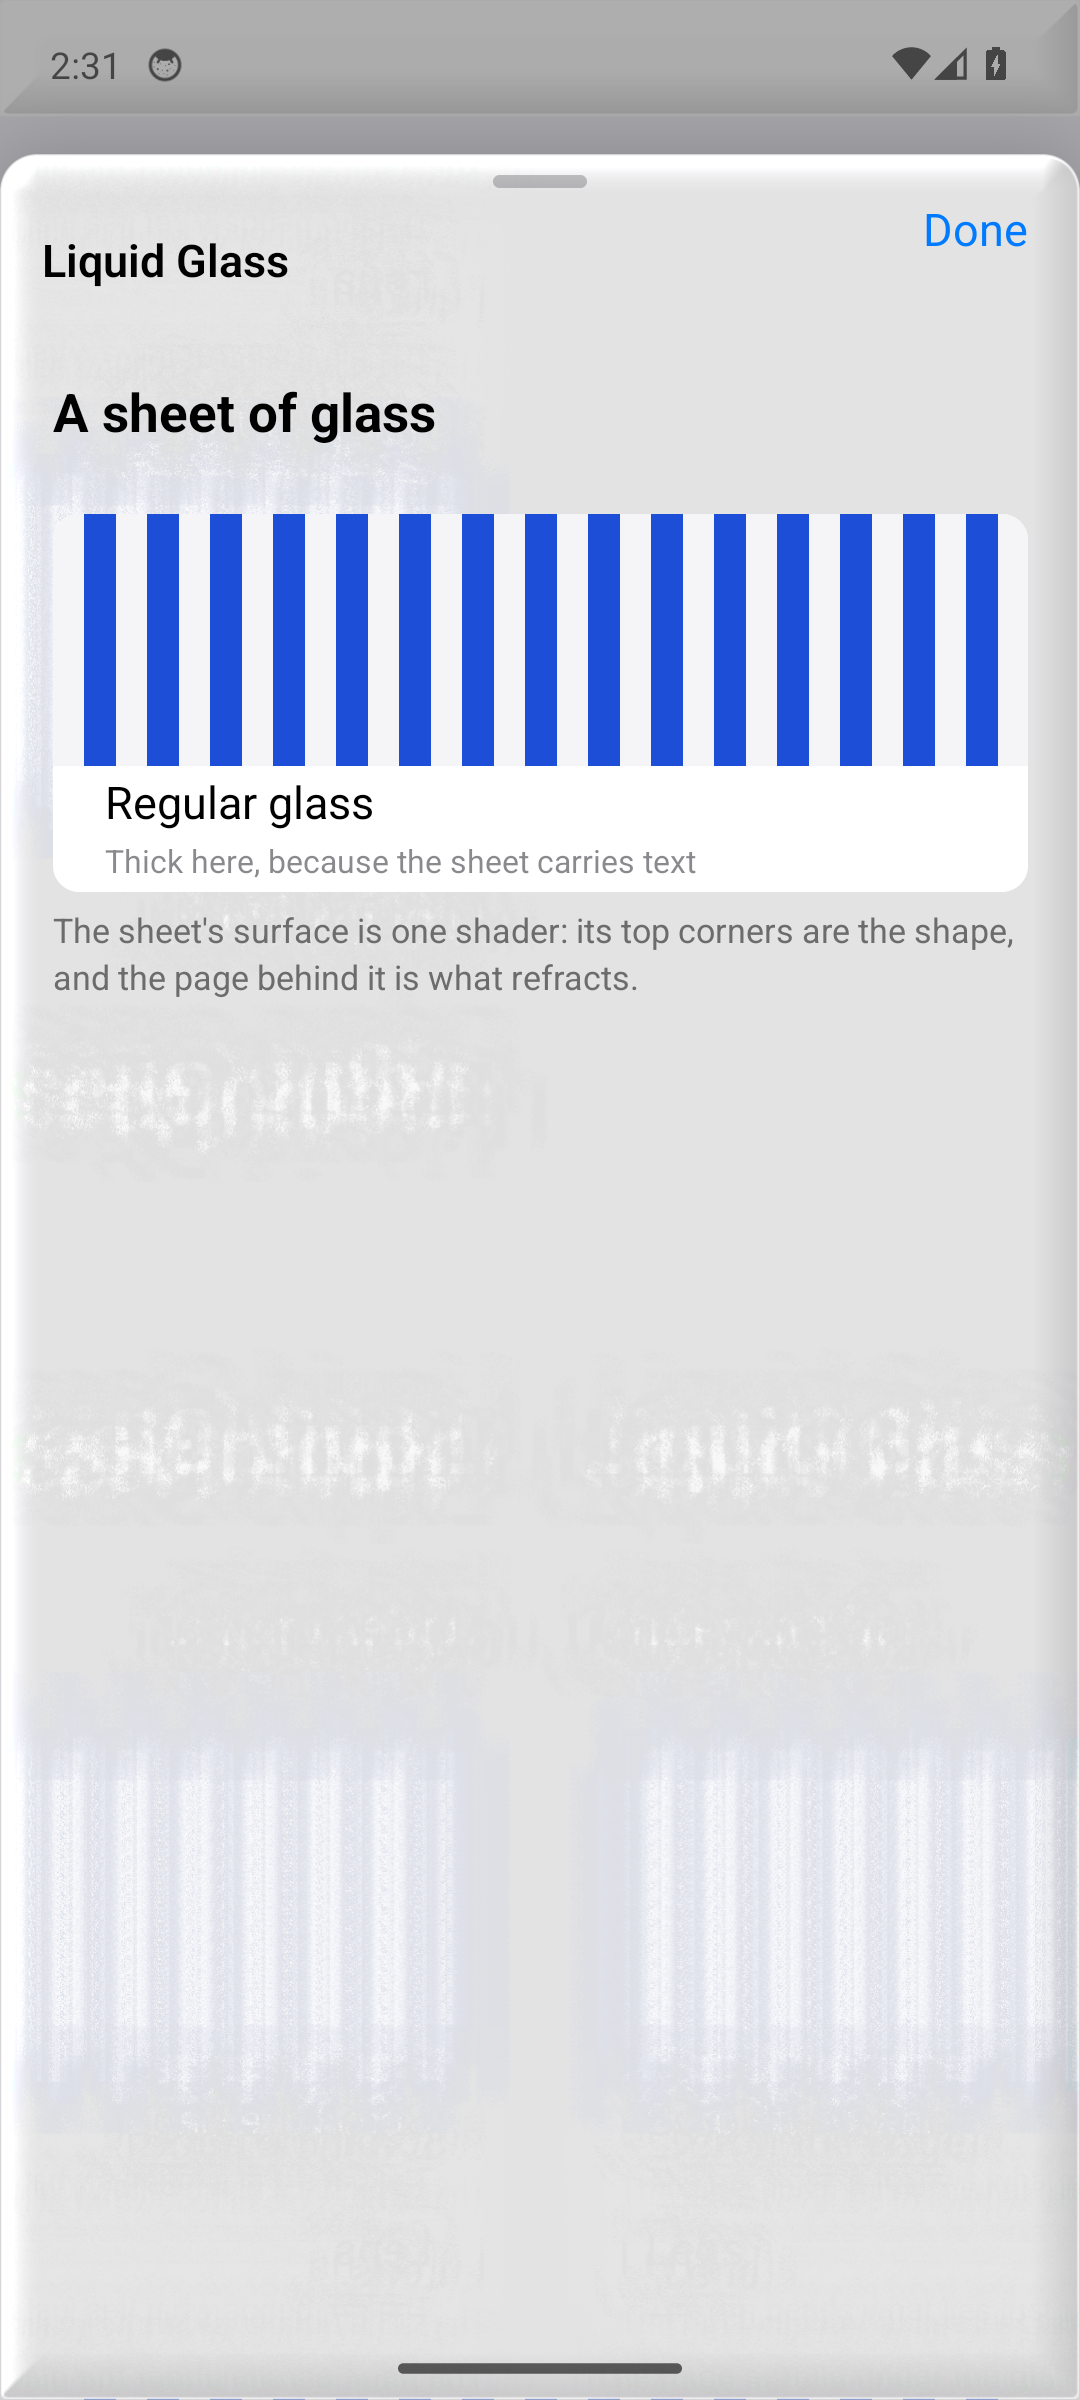 2:31
Liquid Glass
Done
A sheet of glass
Regular glass
Thick here, because the sheet carries text
The sheet's surface is one shader: its top corners are the shape,
and the page behind it is what refracts.